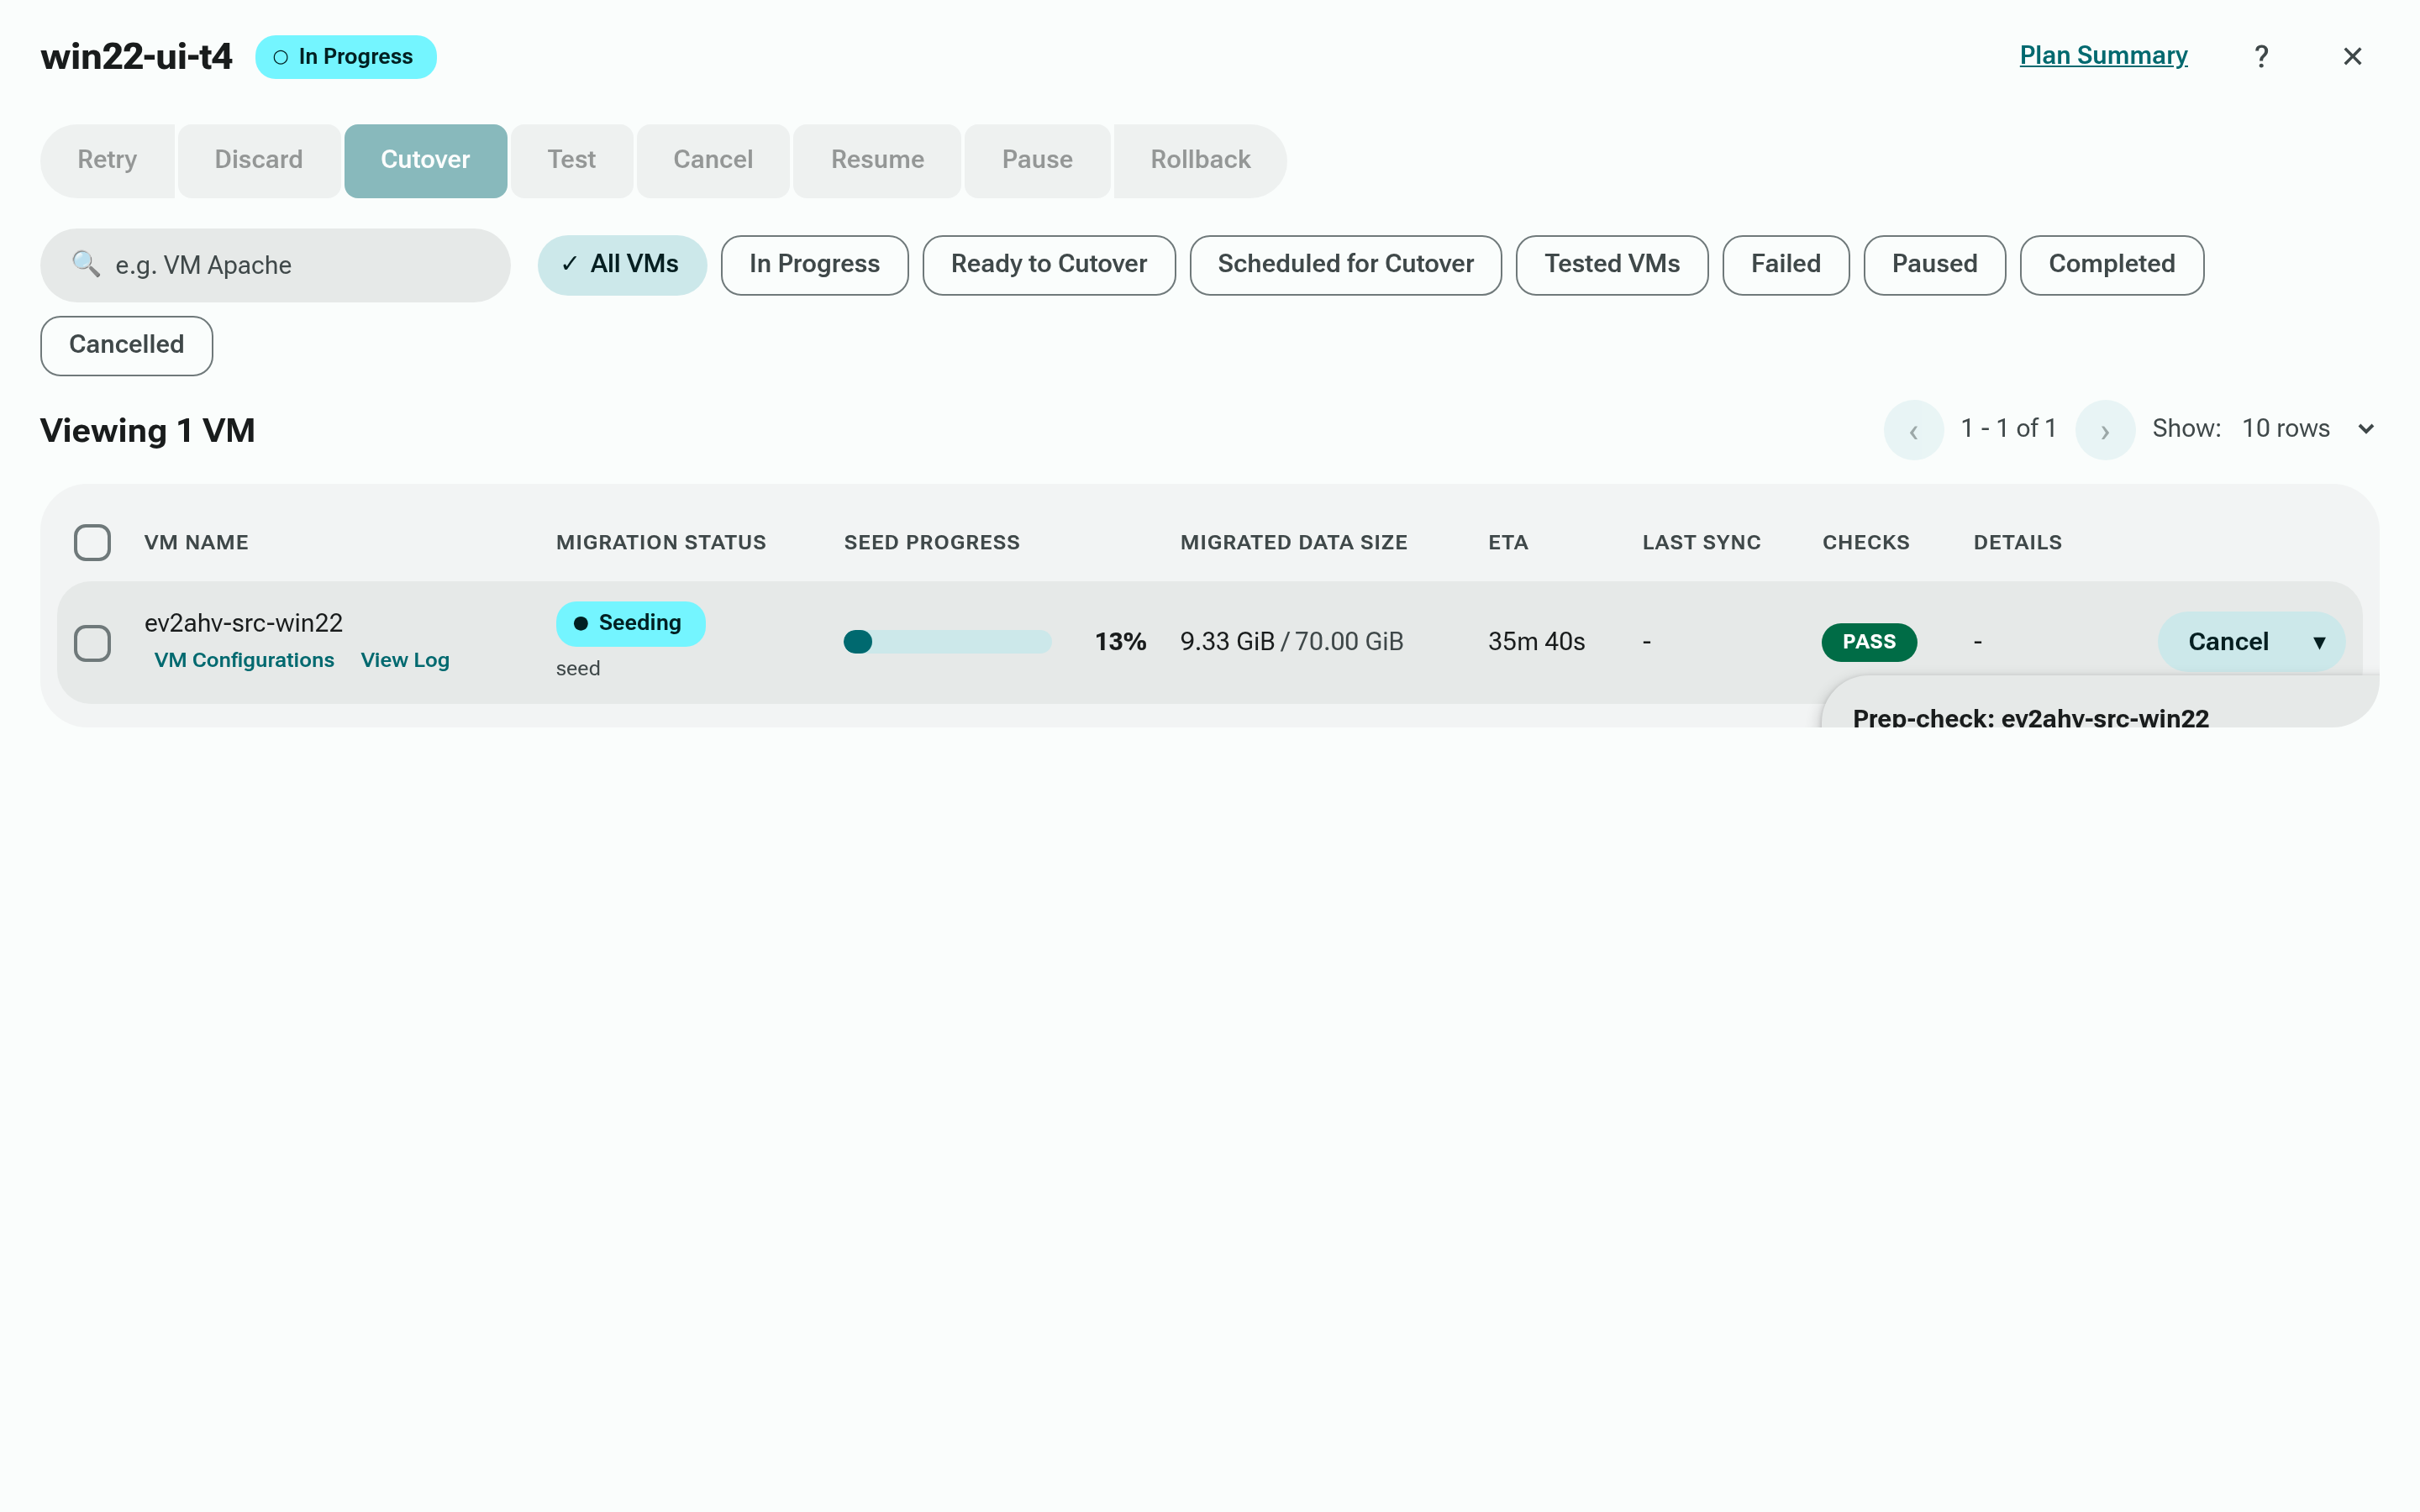 win22-ui-t4 In Progress Plan Summary ? ✕
Retry Discard Cutover Test Cancel Resume Pause Rollback
e.g. VM Apache ✓ All VMs In Progress Ready to Cutover Scheduled for Cutover Tested VMs Failed Paused Completed
Cancelled
Viewing 1 VM ‹ 1 - 1 of 1 › Show: 10 rows
VM NAME MIGRATION STATUS SEED PROGRESS MIGRATED DATA SIZE ETA LAST SYNC CHECKS DETAILS
ev2ahv-src-win22 Seeding 13% 9.33 GiB / 70.00 GiB 35m 40s - PASS - Cancel ▼
VM Configurations View Log seed
Prep-check: ev2ahv-src-win22